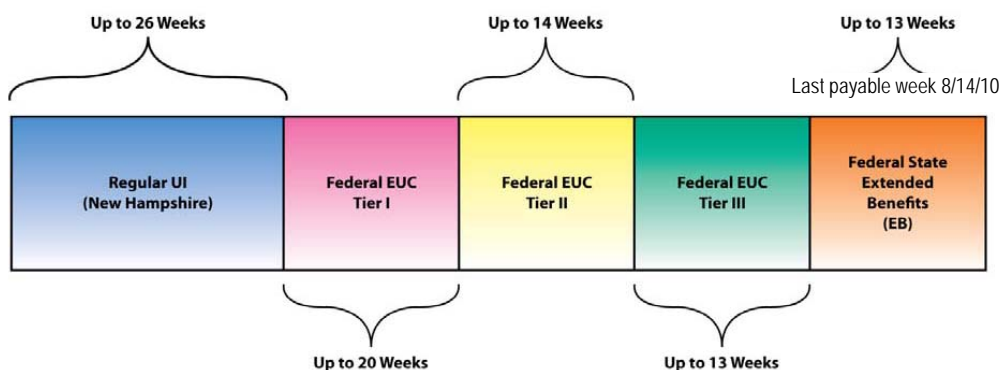 Up to 26 Weeks
Up to 14 Weeks
Up to 13 Weeks
Last payable week 8/14/10
Regular UI
(New Hampshire)
Federal EUC
Tier I
Federal EUC
Tier II
Federal EUC
Tier III
Federal State
Extended
Benefits
(EB)
Up to 20 Weeks
Up to 13 Weeks